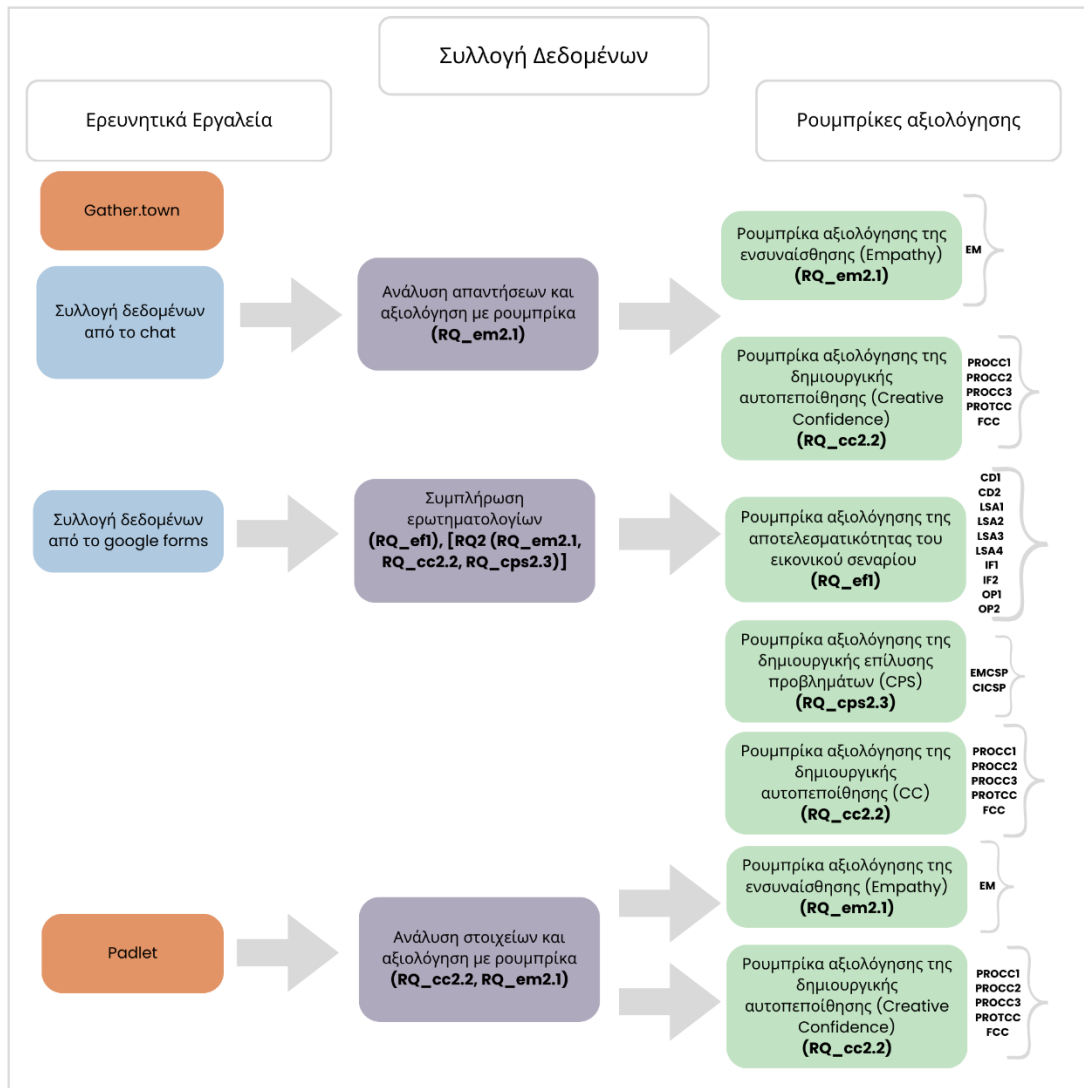 Συλλογή Δεδομένων
Ερευνητικά Εργαλεία
Ρουμπρίκες αξιολόγησης
Gather.town
Συλλογή δεδομένων
από το chat
Ανάλυση απαντήσεων και
αξιολόγηση με ρουμπρίκα
(RQ_em2.1)
Ρουμπρίκα αξιολόγησης της
ενσυναίσθησης (Empathy)
(RQ_em2.1)
EM
Ρουμπρίκα αξιολόγησης της
δημιουργικής
αυτοπεποίθησης (Creative
Confidence)
(RQ_cc2.2)
PROCC1
PROCC2
PROCC3
PROTCC
FCC
Συλλογή δεδομένων
από το google forms
Συμπλήρωση
ερωτηματολογίων
(RQ_ef1), [RQ2 (RQ_em2.1,
RQ_cc2.2, RQ_cps2.3)]
Ρουμπρίκα αξιολόγησης της
αποτελεσματικότητας του
εικονικού σεναρίου
(RQ_ef1)
CD1
CD2
LSA1
LSA2
LSA3
LSA4
IF1
IF2
OP1
OP2
Ρουμπρίκα αξιολόγησης της
δημιουργικής επίλυσης
προβλημάτων (CPS)
(RQ_cps2.3)
EMCSP
CICSP
Ρουμπρίκα αξιολόγησης της
δημιουργικής
αυτοπεποίθησης (CC)
(RQ_cc2.2)
PROCC1
PROCC2
PROCC3
PROTCC
FCC
Padlet
Ανάλυση στοιχείων και
αξιολόγηση με ρουμπρίκα
(RQ_cc2.2, RQ_em2.1)
Ρουμπρίκα αξιολόγησης της
ενσυναίσθησης (Empathy)
(RQ_em2.1)
EM
Ρουμπρίκα αξιολόγησης της
δημιουργικής
αυτοπεποίθησης (Creative
Confidence)
(RQ_cc2.2)
PROCC1
PROCC2
PROCC3
PROTCC
FCC